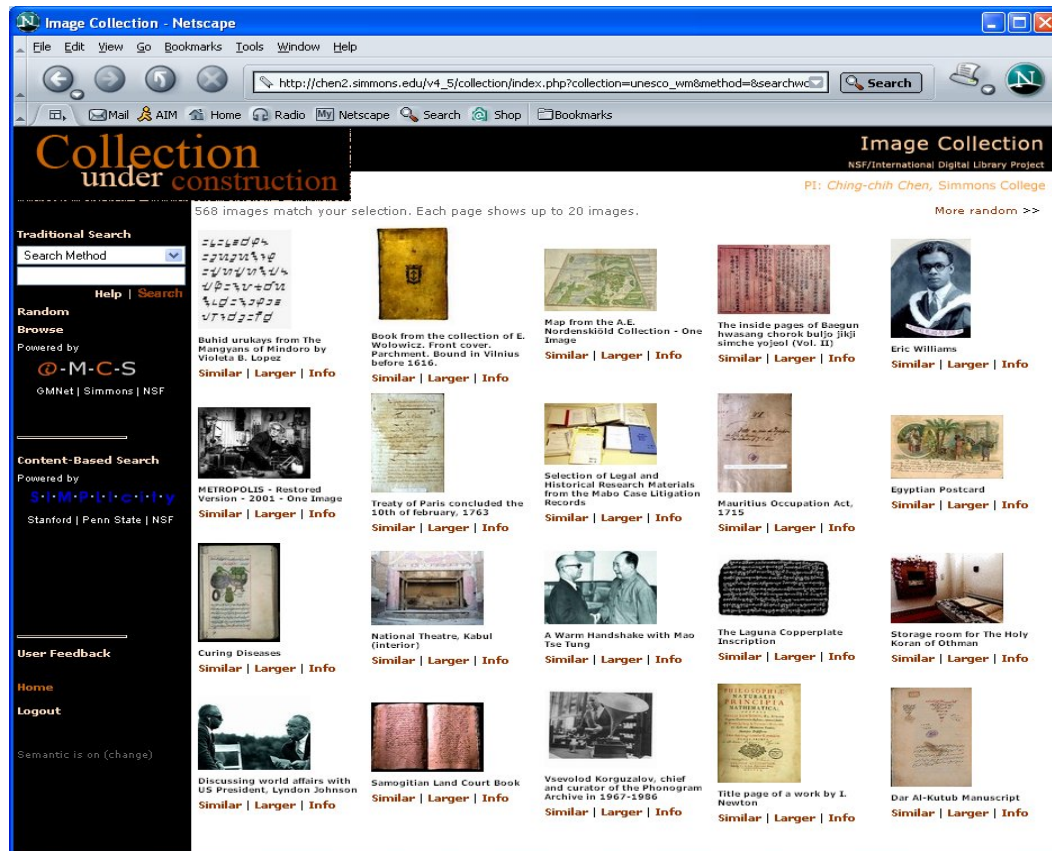 Image Collection - Netscape
File Edit View Go Bookmarks Tools Window Help
http://chen2.simmons.edu/v4_5/collection/index.php?collection=unesco_wm&method=&searchwo
Search
Mail AIM Home Radio My Netscape Search Shop Bookmarks
Collection
under construction
Image Collection
NSF/International Digital Library Project
PI: Ching-chih Chen, Simmons College
568 images match your selection. Each page shows up to 20 images.
More random >>
Traditional Search
Search Method
Help | Search
Random
Browse
Powered by
@-M-C-S
GMNet | Simmons | NSF
Content-Based Search
Powered by
S·I·M·P·l·i·c·i·t·y
Stanford | Penn State | NSF
User Feedback
Home
Logout
Semantic is on (change)
Buhid urukays from The
Mangyans of Mindoro by
Violeta B. Lopez
Similar | Larger | Info
Book from the collection of E.
Wolowicz. Front cover.
Parchment. Bound in Vilnius
before 1616.
Similar | Larger | Info
Map from the A.E.
Nordenskiöld Collection - One
Image
Similar | Larger | Info
The inside pages of Baegun
hwasang chorok buljo jikji
simche yojeol (Vol. II)
Similar | Larger | Info
Eric Williams
Similar | Larger | Info
METROPOLIS - Restored
Version - 2001 - One Image
Similar | Larger | Info
Treaty of Paris concluded the
10th of february, 1763
Similar | Larger | Info
Selection of Legal and
Historical Research Materials
from the Mabo Case Litigation
Records
Similar | Larger | Info
Mauritius Occupation Act,
1715
Similar | Larger | Info
Egyptian Postcard
Similar | Larger | Info
Curing Diseases
Similar | Larger | Info
National Theatre, Kabul
(interior)
Similar | Larger | Info
A Warm Handshake with Mao
Tse Tung
Similar | Larger | Info
The Laguna Copperplate
Inscription
Similar | Larger | Info
Storage room for The Holy
Koran of Othman
Similar | Larger | Info
Discussing world affairs with
US President, Lyndon Johnson
Similar | Larger | Info
Samogitian Land Court Book
Similar | Larger | Info
Vsevolod Korguzalov, chief
and curator of the Phonogram
Archive in 1967-1986
Similar | Larger | Info
PHILOSOPHIÆ
NATURALIS
PRINCIPIA
MATHEMATICA
Title page of a work by I.
Newton
Similar | Larger | Info
Dar Al-Kutub Manuscript
Similar | Larger | Info